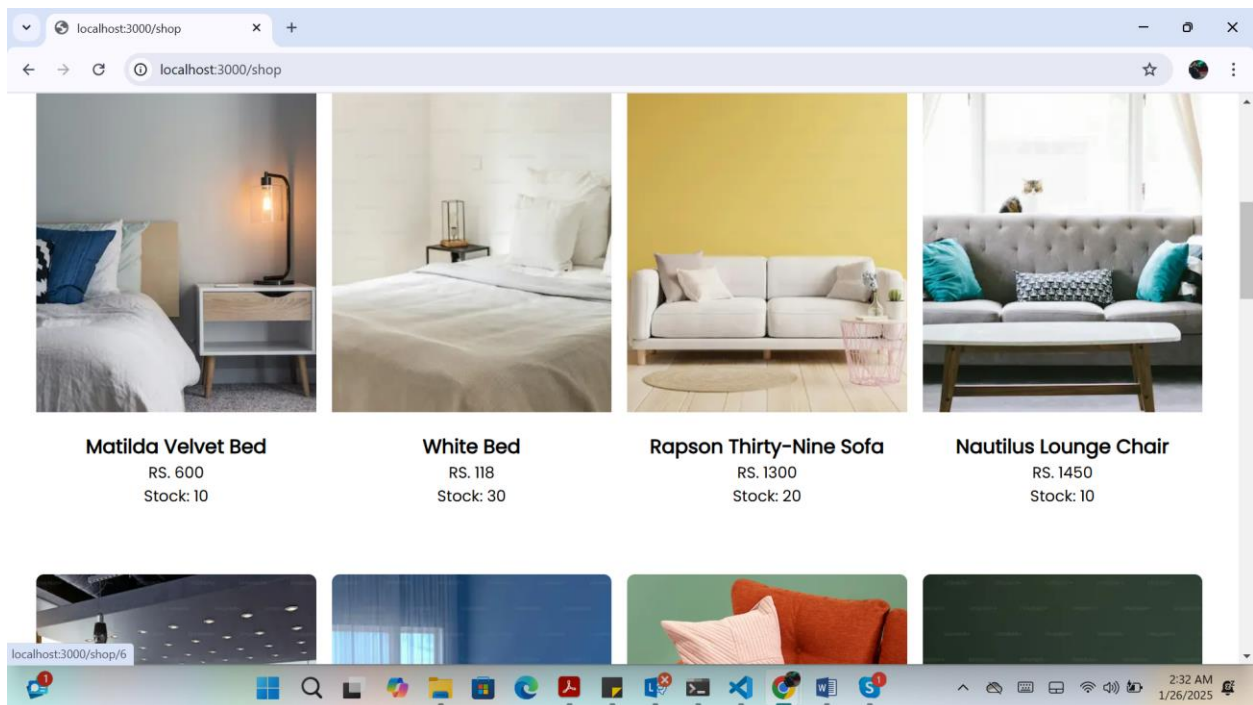 localhost:3000/shop
localhost:3000/shop
Matilda Velvet Bed
RS. 600
Stock: 10
White Bed
RS. 118
Stock: 30
Rapson Thirty-Nine Sofa
RS. 1300
Stock: 20
Nautilus Lounge Chair
RS. 1450
Stock: 10
localhost:3000/shop/6
1
1
2:32 AM
1/26/2025